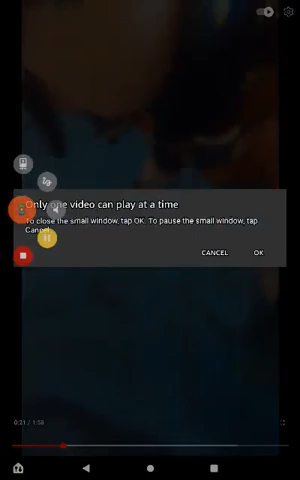 Only one video can play at a time
To close the small window, tap OK. To pause the small window, tap
Cancel.
CANCEL
OK
0:21 / 1:58